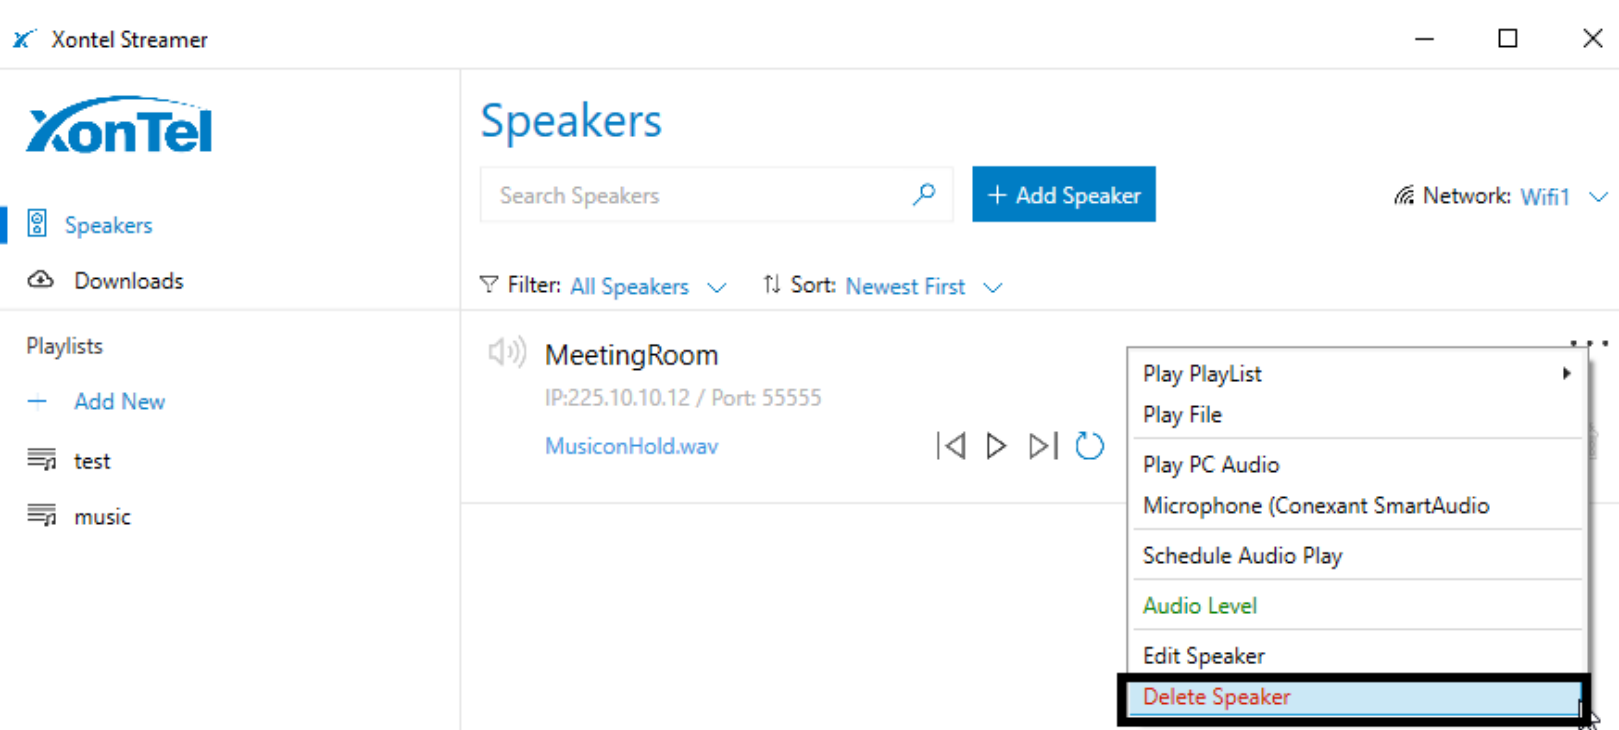 Xontel Streamer
XonTel
Speakers
Downloads
Playlists
Add New
test
music
Speakers
Search Speakers
+ Add Speaker
Network: Wifi1
Filter: All Speakers
Sort: Newest First
MeetingRoom
IP:225.10.10.12 / Port: 55555
MusiconHold.wav
Play PlayList
Play File
Play PC Audio
Microphone (Conexant SmartAudio
Schedule Audio Play
Audio Level
Edit Speaker
Delete Speaker